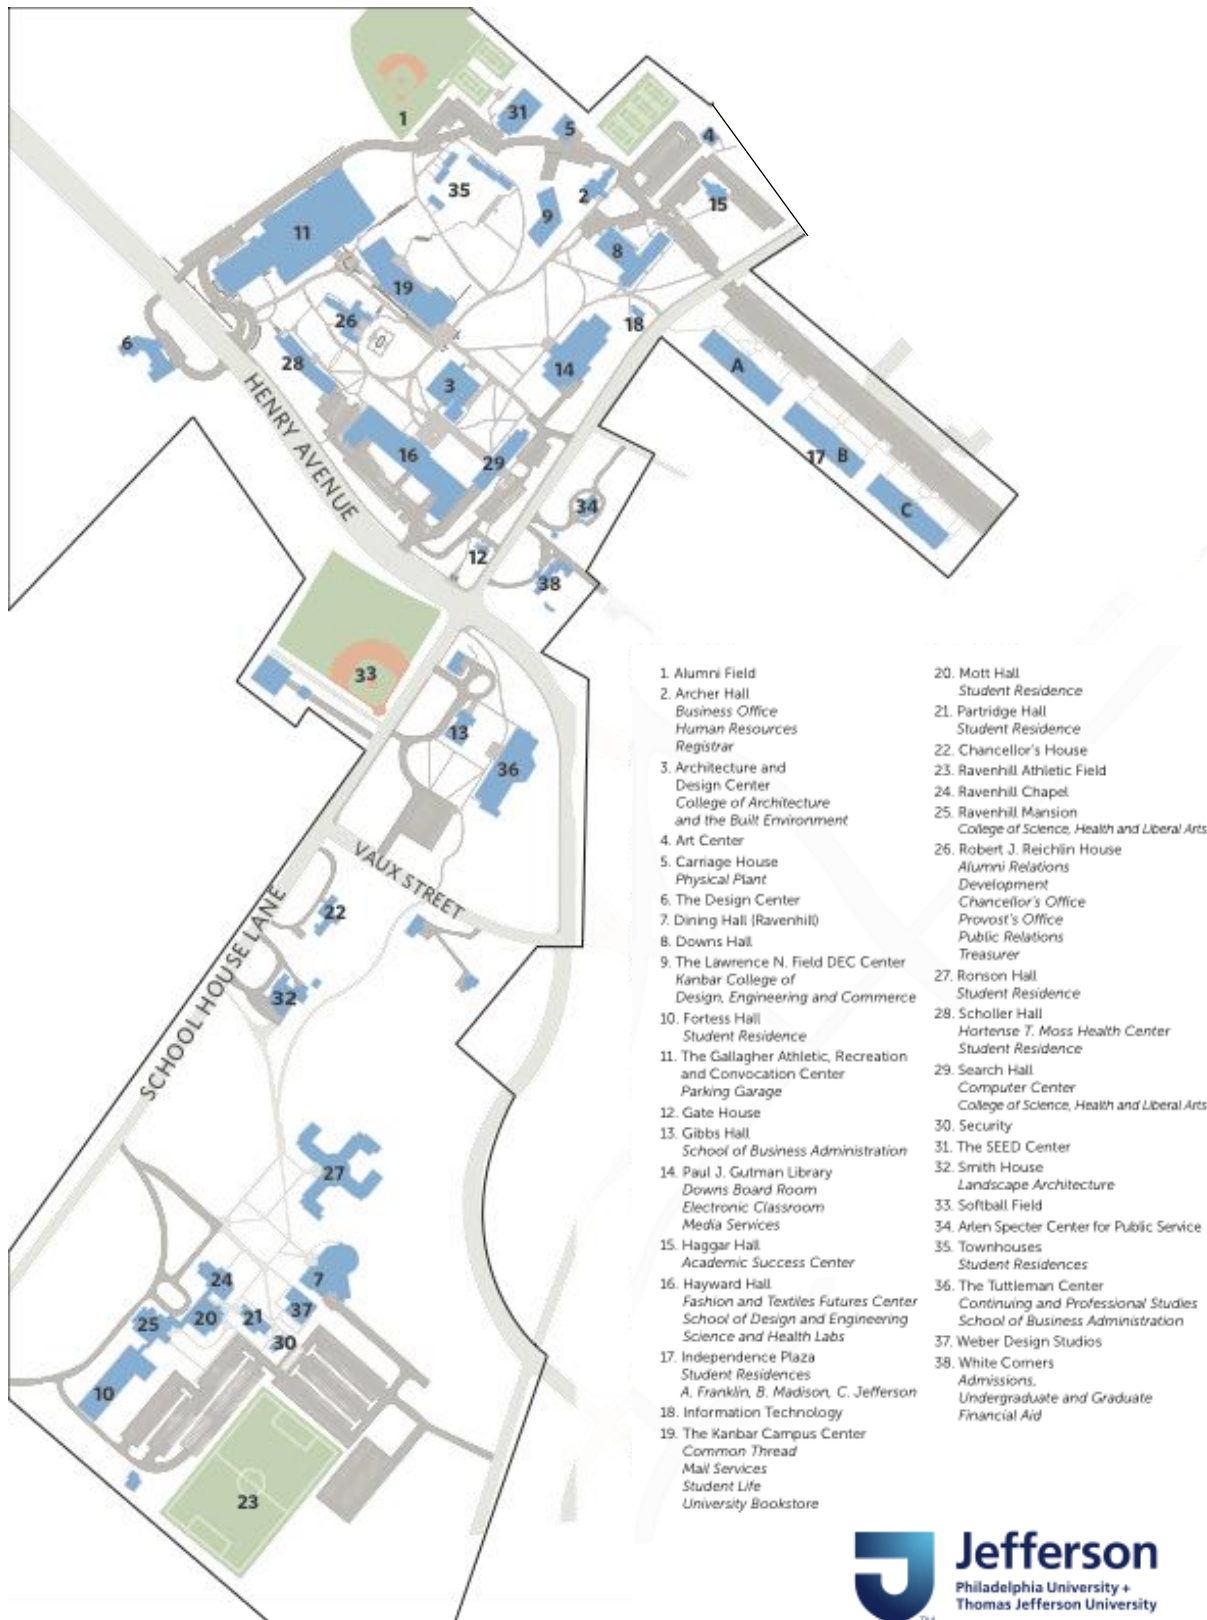 1
31
5
4
35
2
15
9
11
8
19
26
18
6
28
14
A
3
HENRY AVENUE
16
29
17 B
C
34
12
38
33
13
36
VAUX STREET
22
SCHOOL HOUSE LANE
32
27
24
7
20
21
37
25
30
10
23
1. Alumni Field
2. Archer Hall
Business Office
Human Resources
Registrar
3. Architecture and
Design Center
College of Architecture
and the Built Environment
4. Art Center
5. Carriage House
Physical Plant
6. The Design Center
7. Dining Hall (Ravenhill)
8. Downs Hall
9. The Lawrence N. Field DEC Center
Kanbar College of
Design, Engineering and Commerce
10. Fortess Hall
Student Residence
11. The Gallagher Athletic, Recreation
and Convocation Center
Parking Garage
12. Gate House
13. Gibbs Hall
School of Business Administration
14. Paul J. Gutman Library
Downs Board Room
Electronic Classroom
Media Services
15. Haggar Hall
Academic Success Center
16. Hayward Hall
Fashion and Textiles Futures Center
School of Design and Engineering
Science and Health Labs
17. Independence Plaza
Student Residences
A. Franklin, B. Madison, C. Jefferson
18. Information Technology
19. The Kanbar Campus Center
Common Thread
Mail Services
Student Life
University Bookstore
20. Mott Hall
Student Residence
21. Partridge Hall
Student Residence
22. Chancellor's House
23. Ravenhill Athletic Field
24. Ravenhill Chapel
25. Ravenhill Mansion
College of Science, Health and Liberal Arts
26. Robert J. Reichlin House
Alumni Relations
Development
Chancellor's Office
Provost's Office
Public Relations
Treasurer
27. Ronson Hall
Student Residence
28. Scholler Hall
Hortense T. Moss Health Center
Student Residence
29. Search Hall
Computer Center
College of Science, Health and Liberal Arts
30. Security
31. The SEED Center
32. Smith House
Landscape Architecture
33. Softball Field
34. Arlen Specter Center for Public Service
35. Townhouses
Student Residences
36. The Tuttleman Center
Continuing and Professional Studies
School of Business Administration
37. Weber Design Studios
38. White Corners
Admissions,
Undergraduate and Graduate
Financial Aid
Jefferson
Philadelphia University +
Thomas Jefferson University
TM